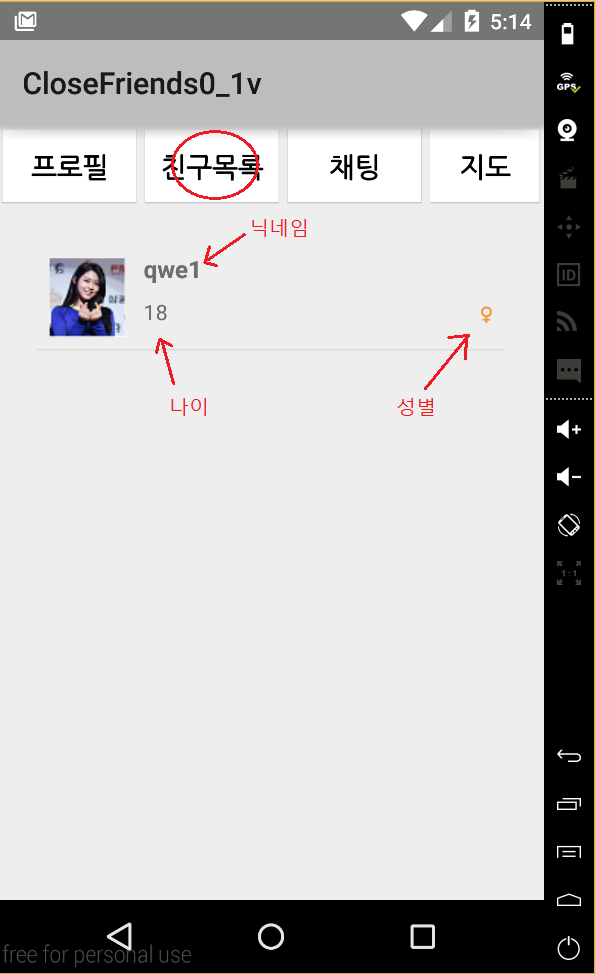 5:14
CloseFriends0_1v
프로필 친구목록 채팅 지도
닉네임
qwe1
18
나이 성별
free for personal use
GPS
ID
1:1